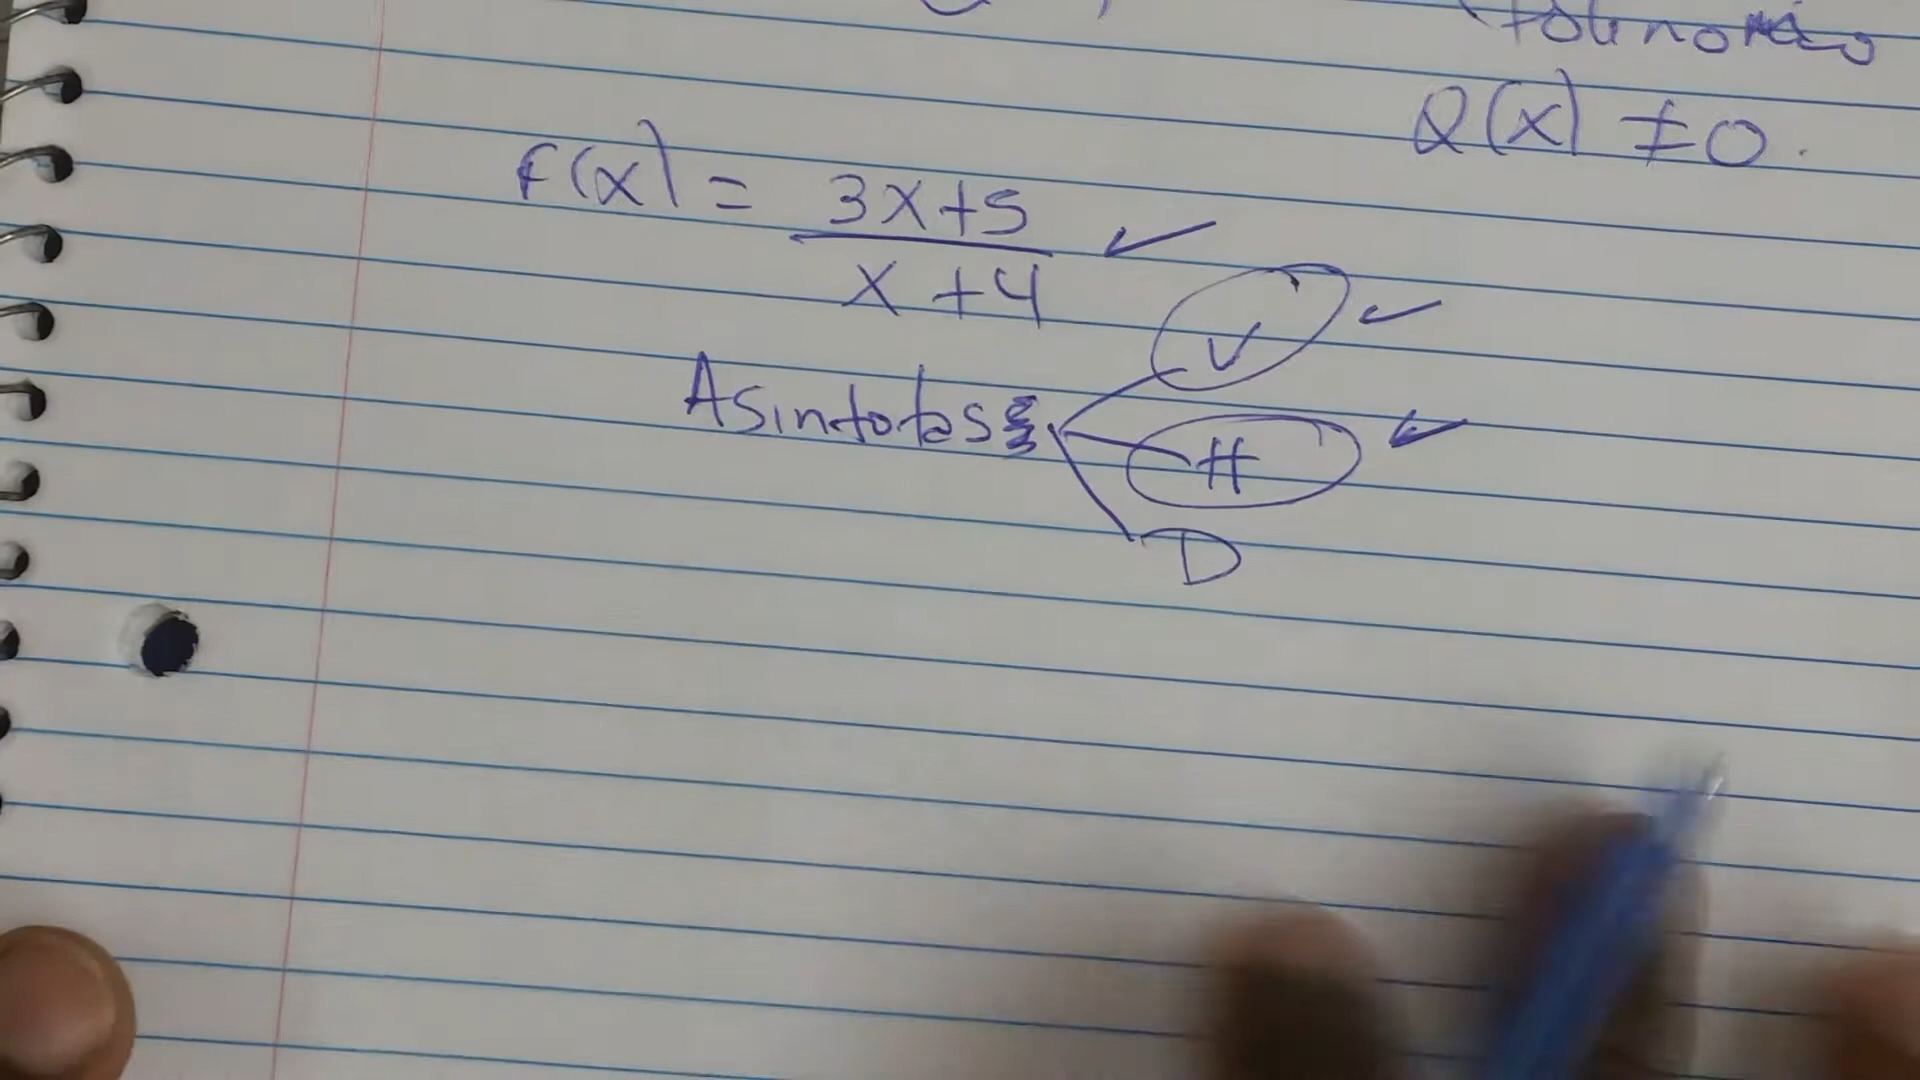 Q(x) ≠ 0.
F(x) = 3x+5
x+4
Asintotas
V
H
D